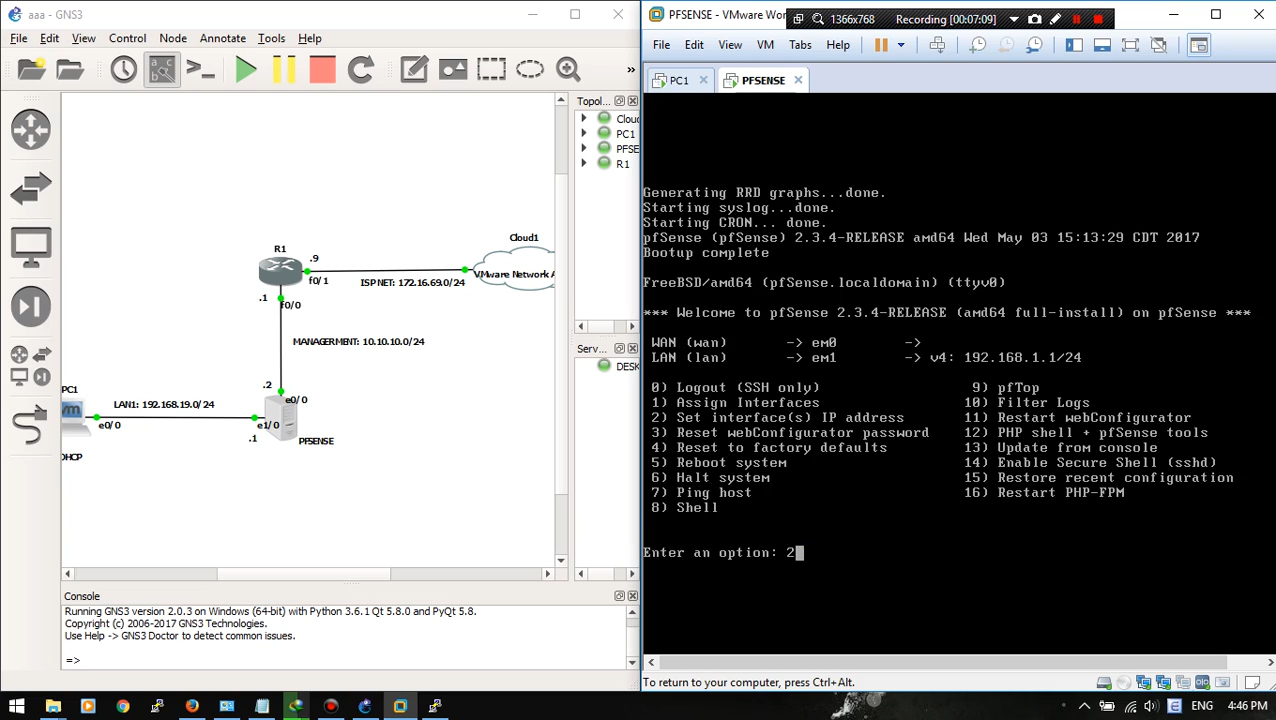 aaa - GNS3
File Edit View Control Node Annotate Tools Help
»
R1
.9
f0/1
ISP NET: 172.16.69.0/24
Cloud1
VMware Network A
.1
f0/0
MANAGERMENT: 10.10.10.0/24
.2
e0/0
PC1
LAN1: 192.168.19.0/24
e0/0
e1/0
.1
PFSENSE
DHCP
Topol...
Cloud
PC1
PFSE
R1
Serv...
DESK
Console
Running GNS3 version 2.0.3 on Windows (64-bit) with Python 3.6.1 Qt 5.8.0 and PyQt 5.8.
Copyright (c) 2006-2017 GNS3 Technologies.
Use Help -> GNS3 Doctor to detect common issues.
=>
PFSENSE - VMware Wor
1366x768 Recording [00:07:09]
File Edit View VM Tabs Help
PC1 PFSENSE
Generating RRD graphs...done.
Starting syslog...done.
Starting CRON... done.
pfSense (pfSense) 2.3.4-RELEASE amd64 Wed May 03 15:13:29 CDT 2017
Bootup complete
FreeBSD/amd64 (pfSense.localdomain) (ttyv0)
*** Welcome to pfSense 2.3.4-RELEASE (amd64 full-install) on pfSense ***
WAN (wan) -> em0 ->
LAN (lan) -> em1 -> v4: 192.168.1.1/24
0) Logout (SSH only) 9) pfTop
1) Assign Interfaces 10) Filter Logs
2) Set interface(s) IP address 11) Restart webConfigurator
3) Reset webConfigurator password 12) PHP shell + pfSense tools
4) Reset to factory defaults 13) Update from console
5) Reboot system 14) Enable Secure Shell (sshd)
6) Halt system 15) Restore recent configuration
7) Ping host 16) Restart PHP-FPM
8) Shell
Enter an option: 2
To return to your computer, press Ctrl+Alt.
ENG 4:46 PM